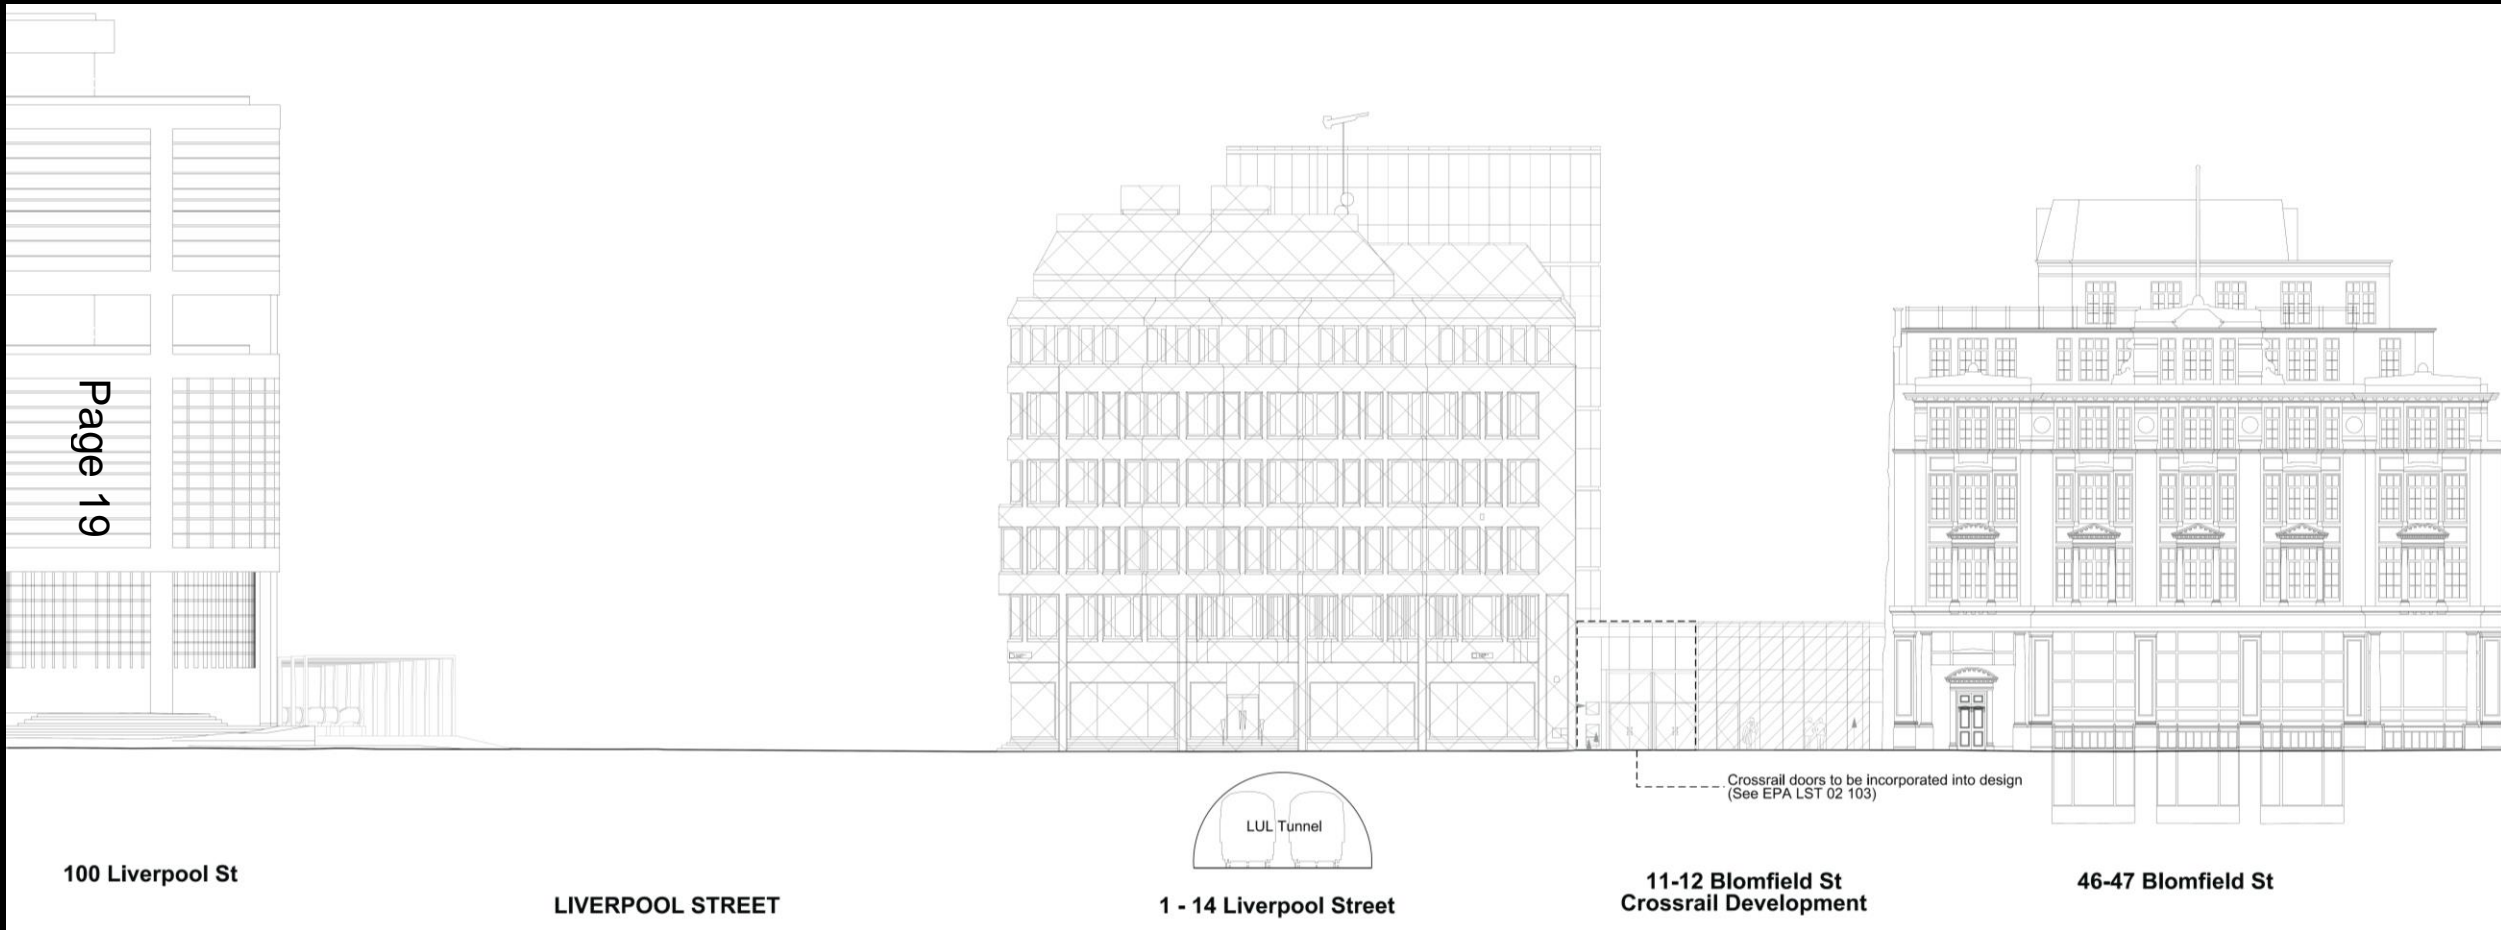 Page 19
Crossrail doors to be incorporated into design
(See EPA LST 02 103)
LUL Tunnel
100 Liverpool St
LIVERPOOL STREET
1 - 14 Liverpool Street
11-12 Blomfield St
Crossrail Development
46-47 Blomfield St